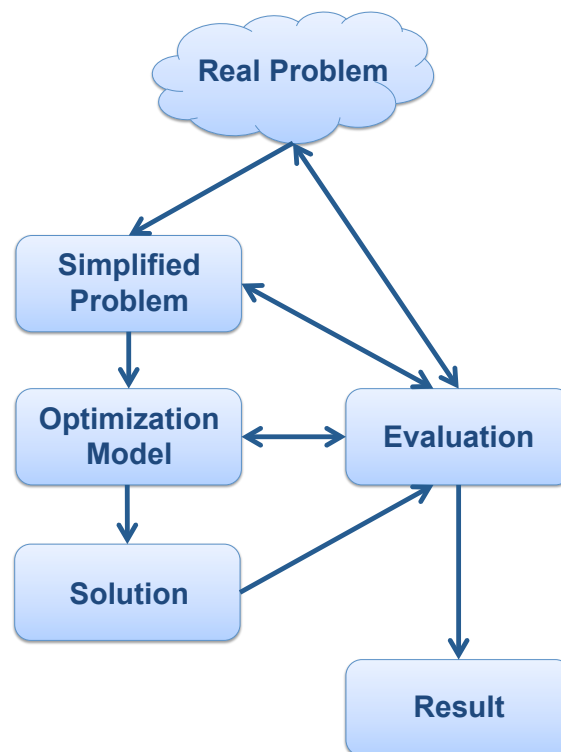 Real Problem
Simplified
Problem
Optimization
Model
Evaluation
Solution
Result